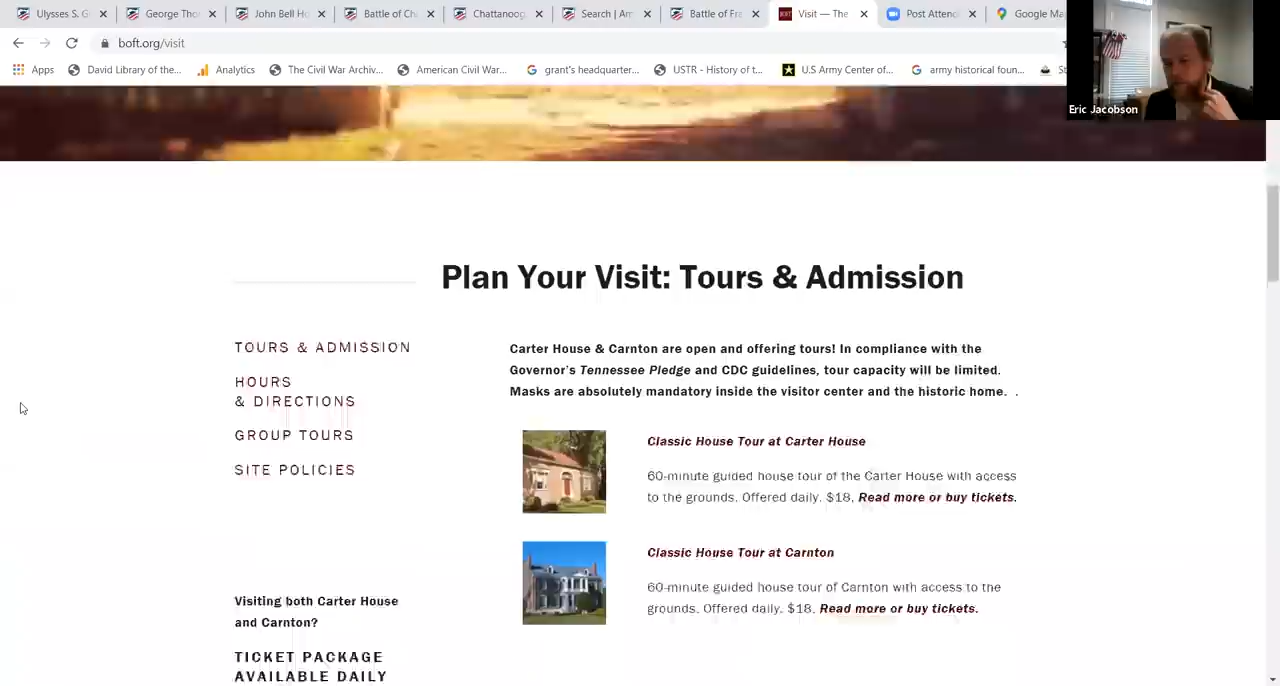 Ulysses S. G
George Tho
John Bell Ho
Battle of Ch
Chattanoog
Search | Am
Battle of Fra
Visit — The
Post Attend
Google Ma
boft.org/visit
Apps
David Library of the...
Analytics
The Civil War Archiv...
American Civil War...
grant's headquarter...
USTR - History of t...
U.S Army Center of...
army historical foun...
St
Eric Jacobson
Plan Your Visit: Tours & Admission
TOURS & ADMISSION
HOURS
& DIRECTIONS
GROUP TOURS
SITE POLICIES
Visiting both Carter House
and Carnton?
TICKET PACKAGE
AVAILABLE DAILY
Carter House & Carnton are open and offering tours! In compliance with the
Governor's Tennessee Pledge and CDC guidelines, tour capacity will be limited.
Masks are absolutely mandatory inside the visitor center and the historic home. .
Classic House Tour at Carter House
60-minute guided house tour of the Carter House with access
to the grounds. Offered daily. $18. Read more or buy tickets.
Classic House Tour at Carnton
60-minute guided house tour of Carnton with access to the
grounds. Offered daily. $18. Read more or buy tickets.